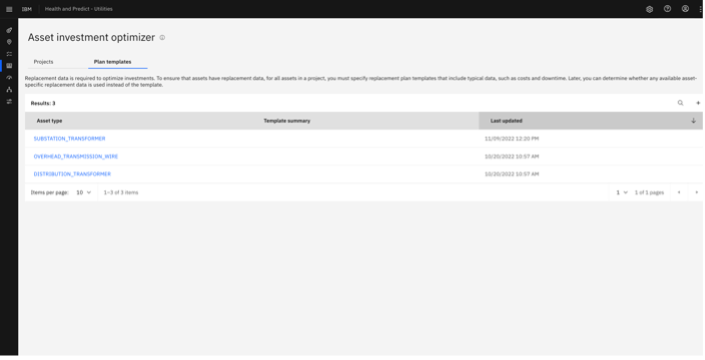 IBM Health and Predict - Utilities
Asset investment optimizer
Projects Plan templates
Replacement data is required to optimize investments. To ensure that assets have replacement data, for all assets in a project, you must specify replacement plan templates that include typical data, such as costs and downtime. Later, you can determine whether any available asset-
specific replacement data is used instead of the template.
Results: 3
Asset type Template summary Last updated
SUBSTATION_TRANSFORMER 11/09/2022 12:20 PM
OVERHEAD_TRANSMISSION_WIRE 10/20/2022 10:57 AM
DISTRIBUTION_TRANSFORMER 10/20/2022 10:57 AM
Items per page: 10 1–3 of 3 items 1 1 of 1 pages